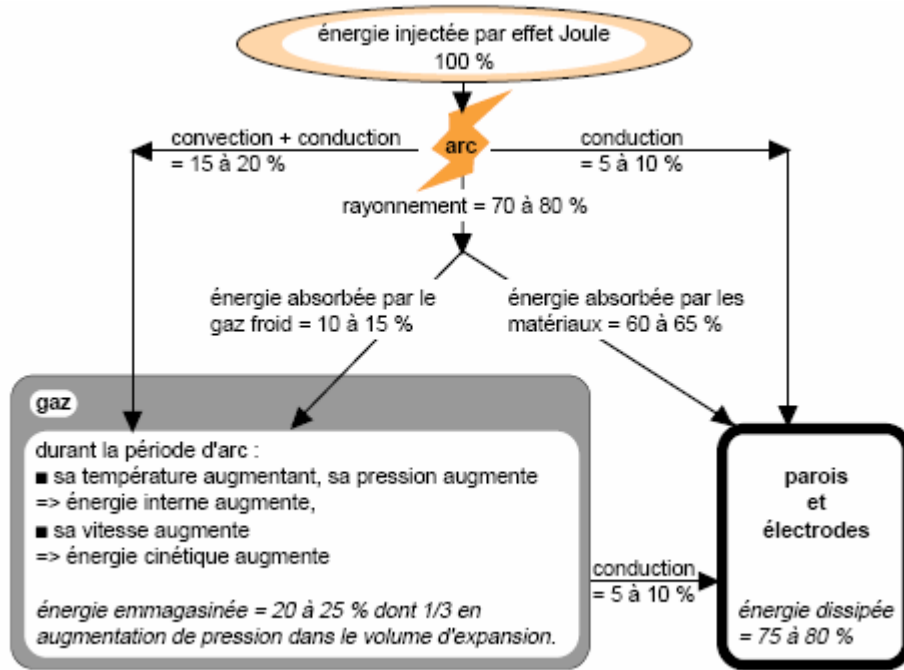 énergie injectée par effet Joule
100 %
arc
convection + conduction
= 15 à 20 %
conduction
= 5 à 10 %
rayonnement = 70 à 80 %
énergie absorbée par le
gaz froid = 10 à 15 %
énergie absorbée par les
matériaux = 60 à 65 %
gaz
durant la période d'arc :
■ sa température augmentant, sa pression augmente
=> énergie interne augmente,
■ sa vitesse augmente
=> énergie cinétique augmente
énergie emmagasinée = 20 à 25 % dont 1/3 en
augmentation de pression dans le volume d'expansion.
conduction
= 5 à 10 %
parois
et
électrodes
énergie dissipée
= 75 à 80 %